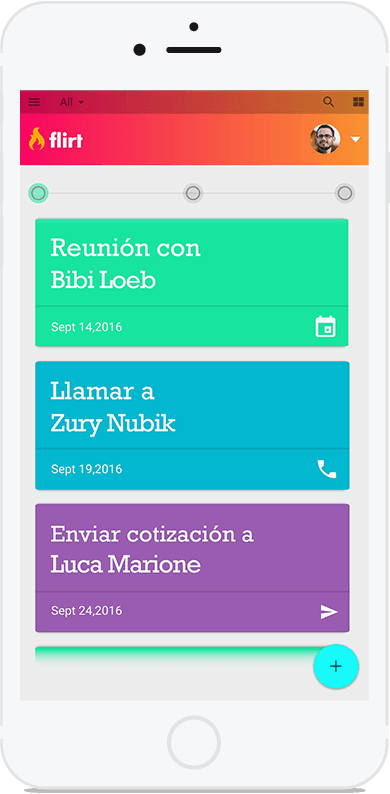 All
flirt
Reunión con
Bibi Loeb
Sept 14,2016
Llamar a
Zury Nubik
Sept 19,2016
Enviar cotización a
Luca Marione
Sept 24,2016
+